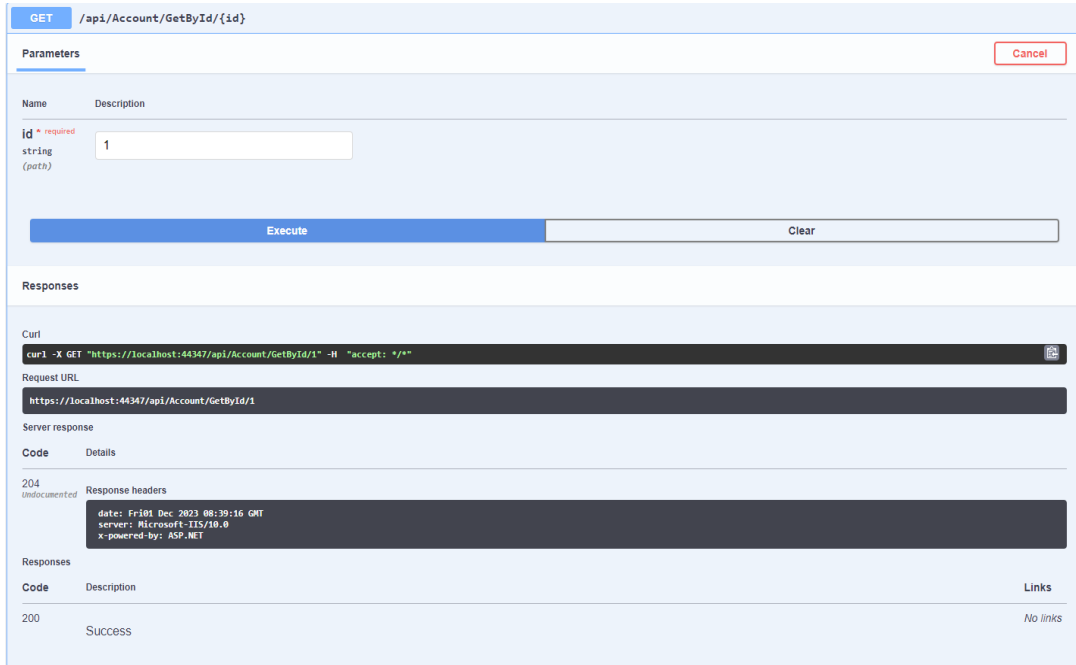 GET /api/Account/GetById/{id}
Parameters Cancel
Name Description
id * required 1
string
(path)
Execute Clear
Responses
Curl
curl -X GET "https://localhost:44347/api/Account/GetById/1" -H "accept: */*"
Request URL
https://localhost:44347/api/Account/GetById/1
Server response
Code Details
204 Response headers
Undocumented
date: Fri01 Dec 2023 08:39:16 GMT
server: Microsoft-IIS/10.0
x-powered-by: ASP.NET
Responses
Code Description Links
200 Success No links